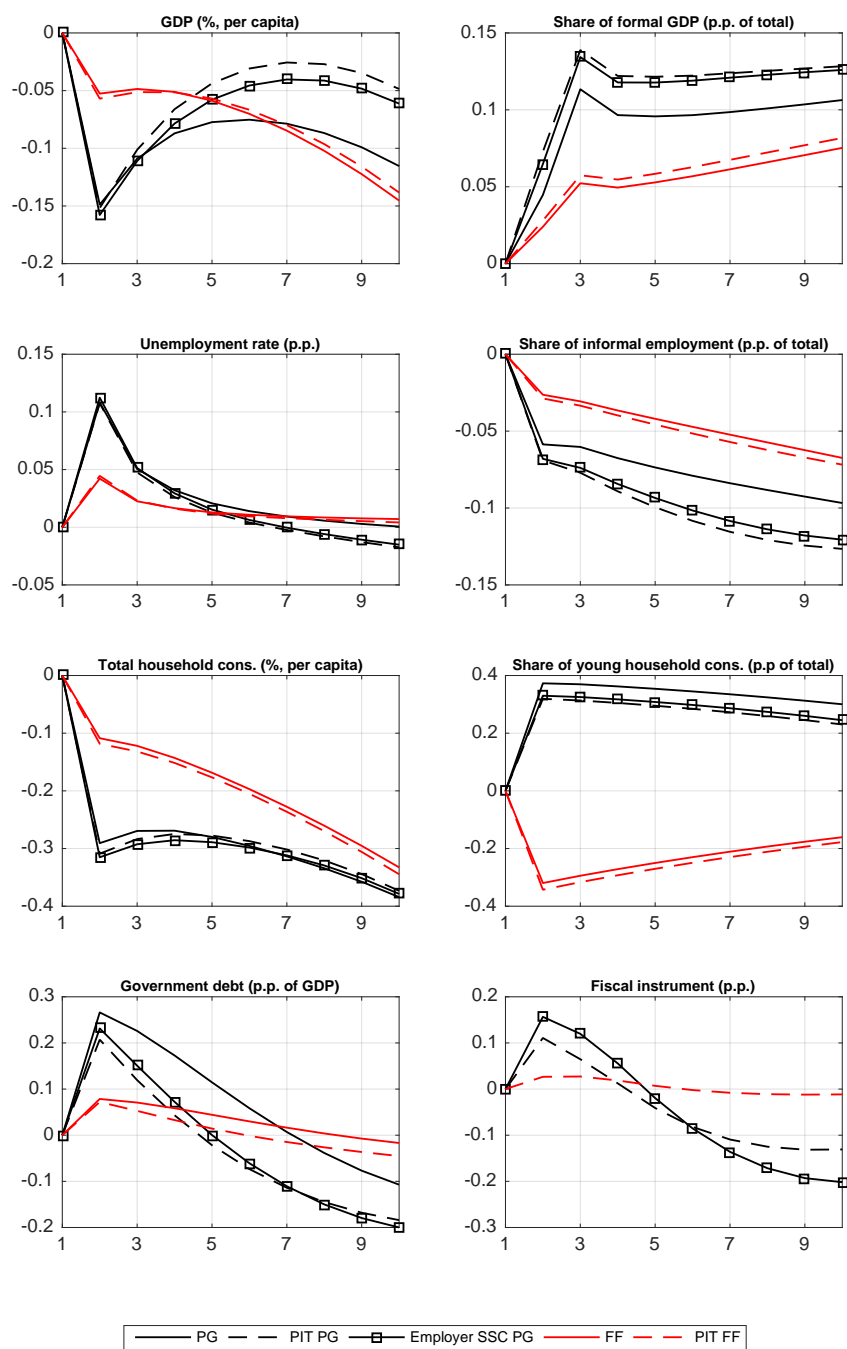 GDP (%, per capita)
0
-0.05
-0.1
-0.15
-0.2
1 3 5 7 9
Share of formal GDP (p.p. of total)
0.15
0.1
0.05
0
1 3 5 7 9
Unemployment rate (p.p.)
0.15
0.1
0.05
0
-0.05
1 3 5 7 9
Share of informal employment (p.p. of total)
0
-0.05
-0.1
-0.15
1 3 5 7 9
Total household cons. (%, per capita)
0
-0.1
-0.2
-0.3
-0.4
1 3 5 7 9
Share of young household cons. (p.p of total)
0.4
0.2
0
-0.2
-0.4
1 3 5 7 9
Government debt (p.p. of GDP)
0.3
0.2
0.1
0
-0.1
-0.2
1 3 5 7 9
Fiscal instrument (p.p.)
0.2
0.1
0
-0.1
-0.2
-0.3
1 3 5 7 9
PG PIT PG Employer SSC PG FF PIT FF